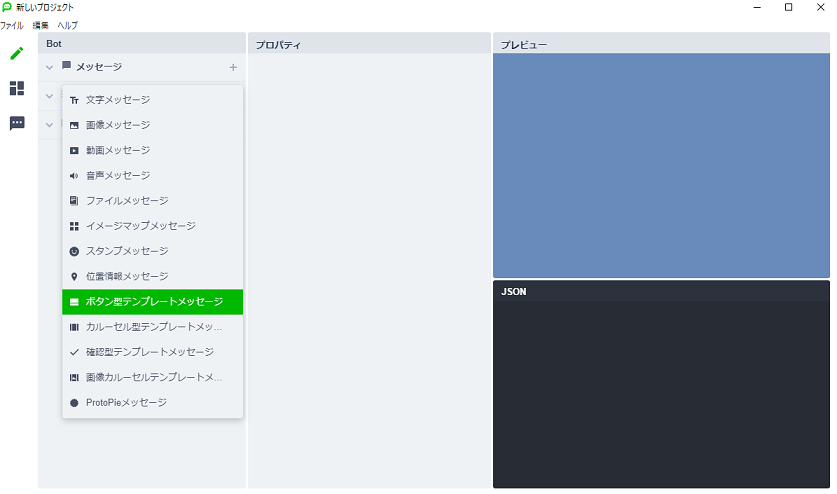 新しいプロジェクト
ファイル 編集 ヘルプ
Bot
プロパティ
プレビュー
メッセージ
文字メッセージ
画像メッセージ
動画メッセージ
音声メッセージ
ファイルメッセージ
イメージマップメッセージ
スタンプメッセージ
位置情報メッセージ
ボタン型テンプレートメッセージ
カルーセル型テンプレートメッ...
確認型テンプレートメッセージ
画像カルーセルテンプレートメ...
ProtoPieメッセージ
JSON